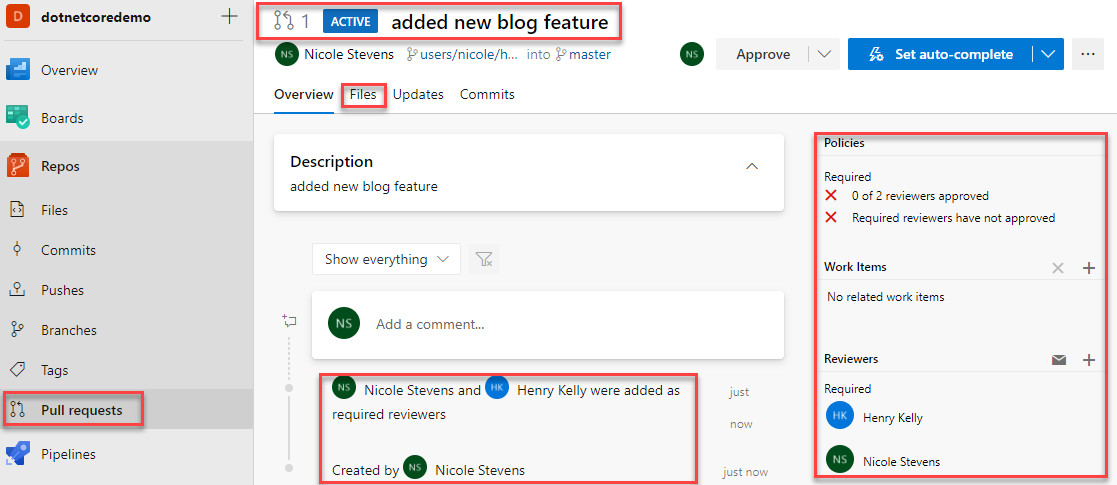 D dotnetcoredemo
Overview
Boards
Repos
Files
Commits
Pushes
Branches
Tags
Pull requests
Pipelines
1 ACTIVE added new blog feature
NS Nicole Stevens users/nicole/h... into master
NS Approve Set auto-complete ...
Overview Files Updates Commits
Description
added new blog feature
Show everything
NS Add a comment...
NS Nicole Stevens and HK Henry Kelly were added as
required reviewers
just
now
Created by NS Nicole Stevens
just now
Policies
Required
0 of 2 reviewers approved
Required reviewers have not approved
Work Items
No related work items
Reviewers
Required
HK Henry Kelly
NS Nicole Stevens